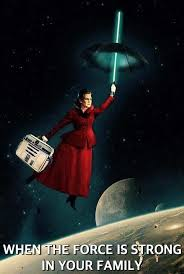 WHEN THE FORCE IS STRONG
IN YOUR FAMILY